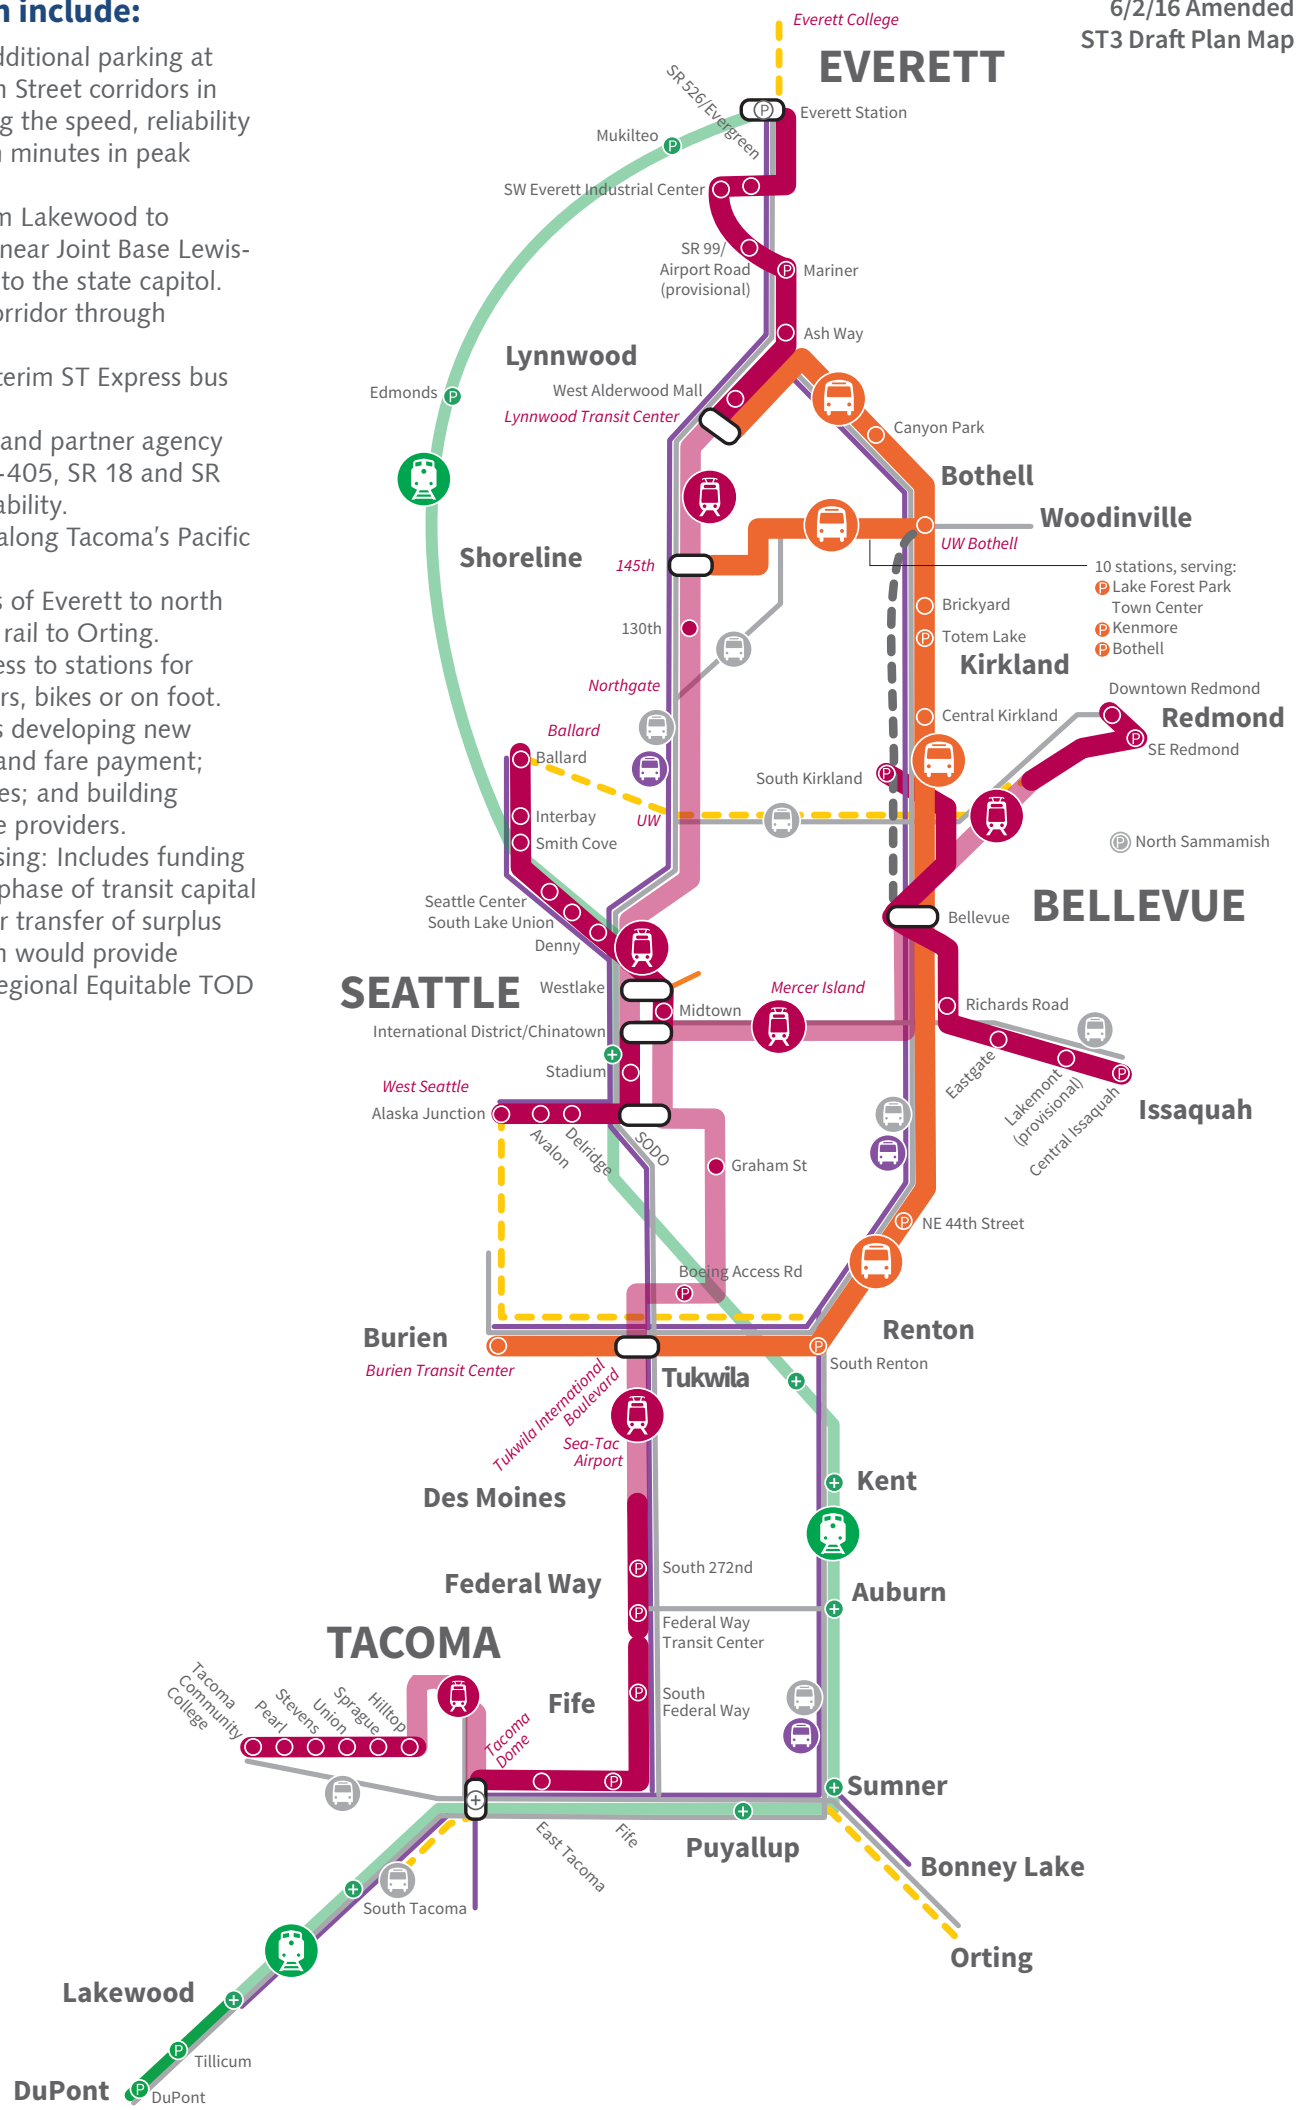 n include:
dditional parking at
n Street corridors in
g the speed, reliability
n minutes in peak
m Lakewood to
near Joint Base Lewis-
to the state capitol.
orridor through
terim ST Express bus
and partner agency
-405, SR 18 and SR
ability.
along Tacoma's Pacific
s of Everett to north
rail to Orting.
ess to stations for
rs, bikes or on foot.
s developing new
and fare payment;
es; and building
e providers.
sing: Includes funding
phase of transit capital
r transfer of surplus
n would provide
egional Equitable TOD
6/2/16 Amended
ST3 Draft Plan Map
Everett College
EVERETT
SR 526/Evergreen
P
Everett Station
Mukilteo
P
SW Everett Industrial Center
SR 99/
Airport Road
(provisional)
P
Mariner
Ash Way
Lynnwood
West Alderwood Mall
Lynnwood Transit Center
Edmonds
P
Canyon Park
Bothell
Woodinville
UW Bothell
Shoreline
145th
10 stations, serving:
P Lake Forest Park
Town Center
P Kenmore
P Bothell
130th
Brickyard
P
Totem Lake
Kirkland
Northgate
Downtown Redmond
Redmond
P
SE Redmond
Central Kirkland
Ballard
Ballard
South Kirkland
P
Interbay
UW
Smith Cove
P
North Sammamish
Seattle Center
South Lake Union
Denny
Bellevue
BELLEVUE
SEATTLE
Westlake
Midtown
Mercer Island
Richards Road
International District/Chinatown
Stadium
West Seattle
Alaska Junction
Avalon
Delridge
SODO
Eastgate
Lakemont
(provisional)
Central Issaquah
P
Issaquah
Graham St
P
NE 44th Street
Boeing Access Rd
P
Burien
Burien Transit Center
Renton
P
South Renton
Tukwila
Tukwila International
Boulevard
Sea-Tac
Airport
Des Moines
Kent
P
South 272nd
Federal Way
Auburn
P
Federal Way
Transit Center
TACOMA
P
South
Federal Way
Fife
Tacoma
Community
College
Pearl
Stevens
Union
Sprague
Hilltop
Tacoma
Dome
P
East Tacoma
Fife
Sumner
Puyallup
Bonney Lake
South Tacoma
Orting
Lakewood
P
Tillicum
DuPont
P
DuPont